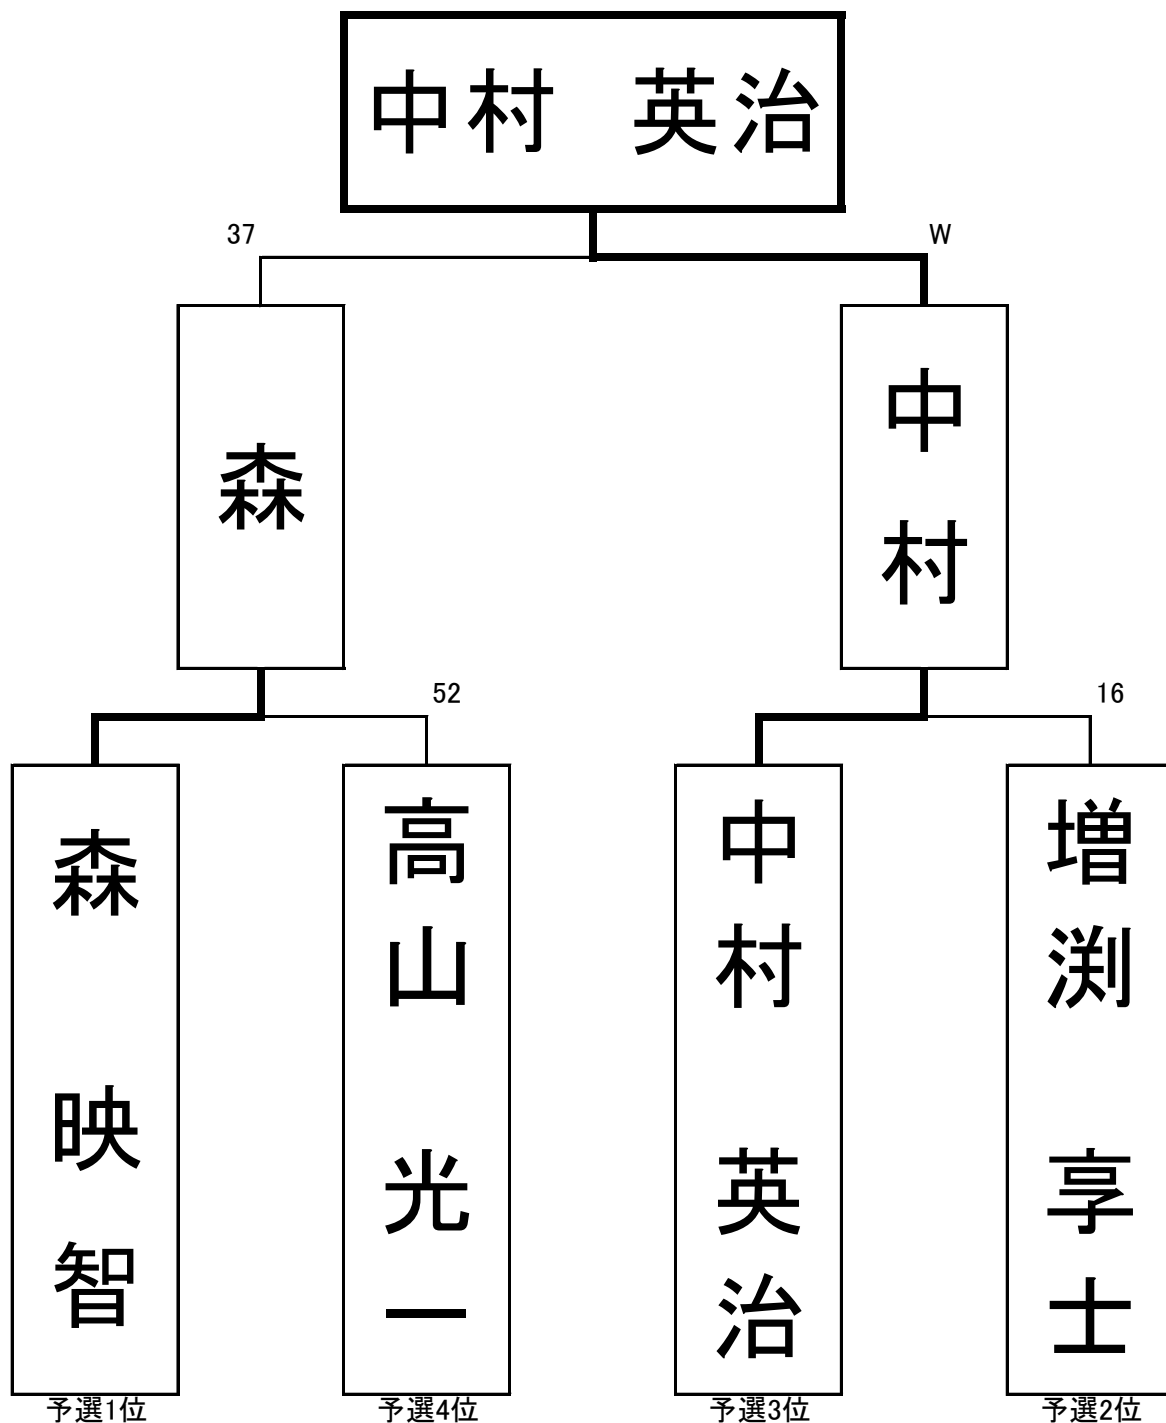 中村　英治
37
W
森
中村
52
16
森　映智
高山　光一
中村　英治
増渕　享士
予選1位
予選4位
予選3位
予選2位